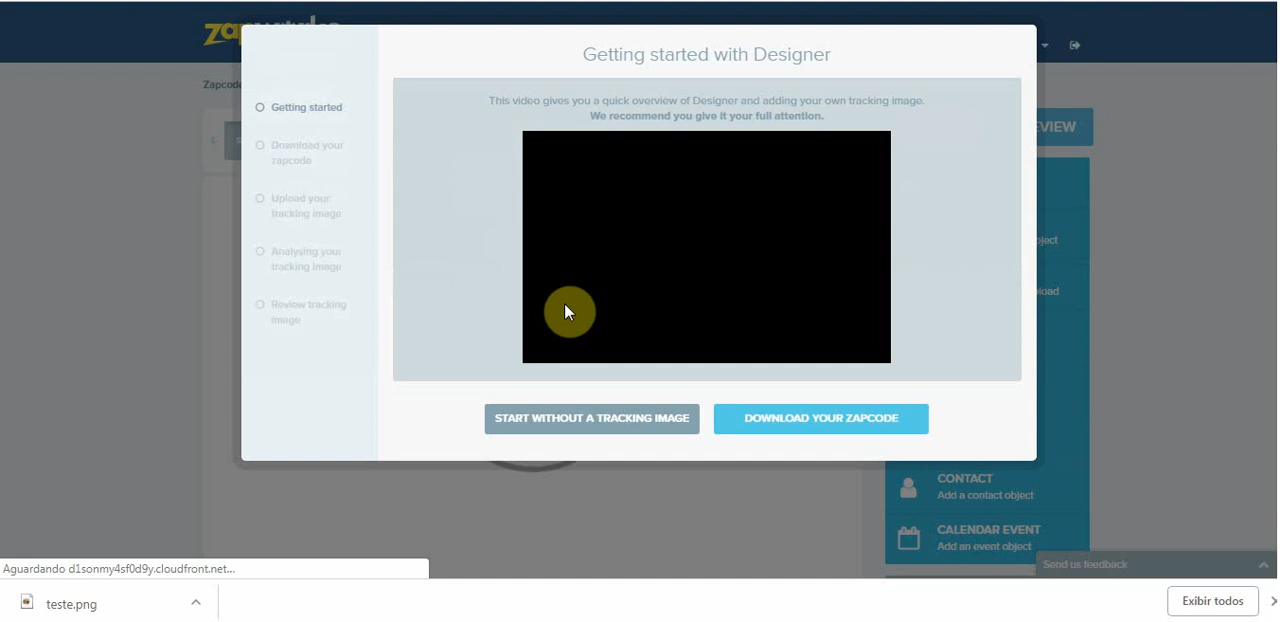 Getting started with Designer
Getting started
Download your
zapcode
Upload your
tracking image
Analysing your
tracking image
Review tracking
image
This video gives you a quick overview of Designer and adding your own tracking image.
We recommend you give it your full attention.
START WITHOUT A TRACKING IMAGE
DOWNLOAD YOUR ZAPCODE
CONTACT
Add a contact object
CALENDAR EVENT
Add an event object
Send us feedback
Aguardando d1sonmy4sf0d9y.cloudfront.net...
teste.png
Exibir todos